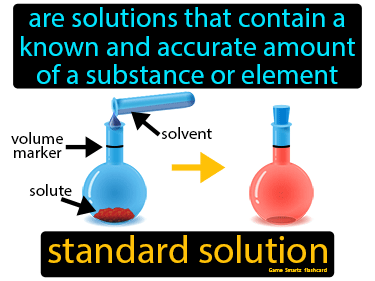 are solutions that contain a
known and accurate amount
of a substance or element
volume
marker
solvent
solute
standard solution
Game Smartz flashcard